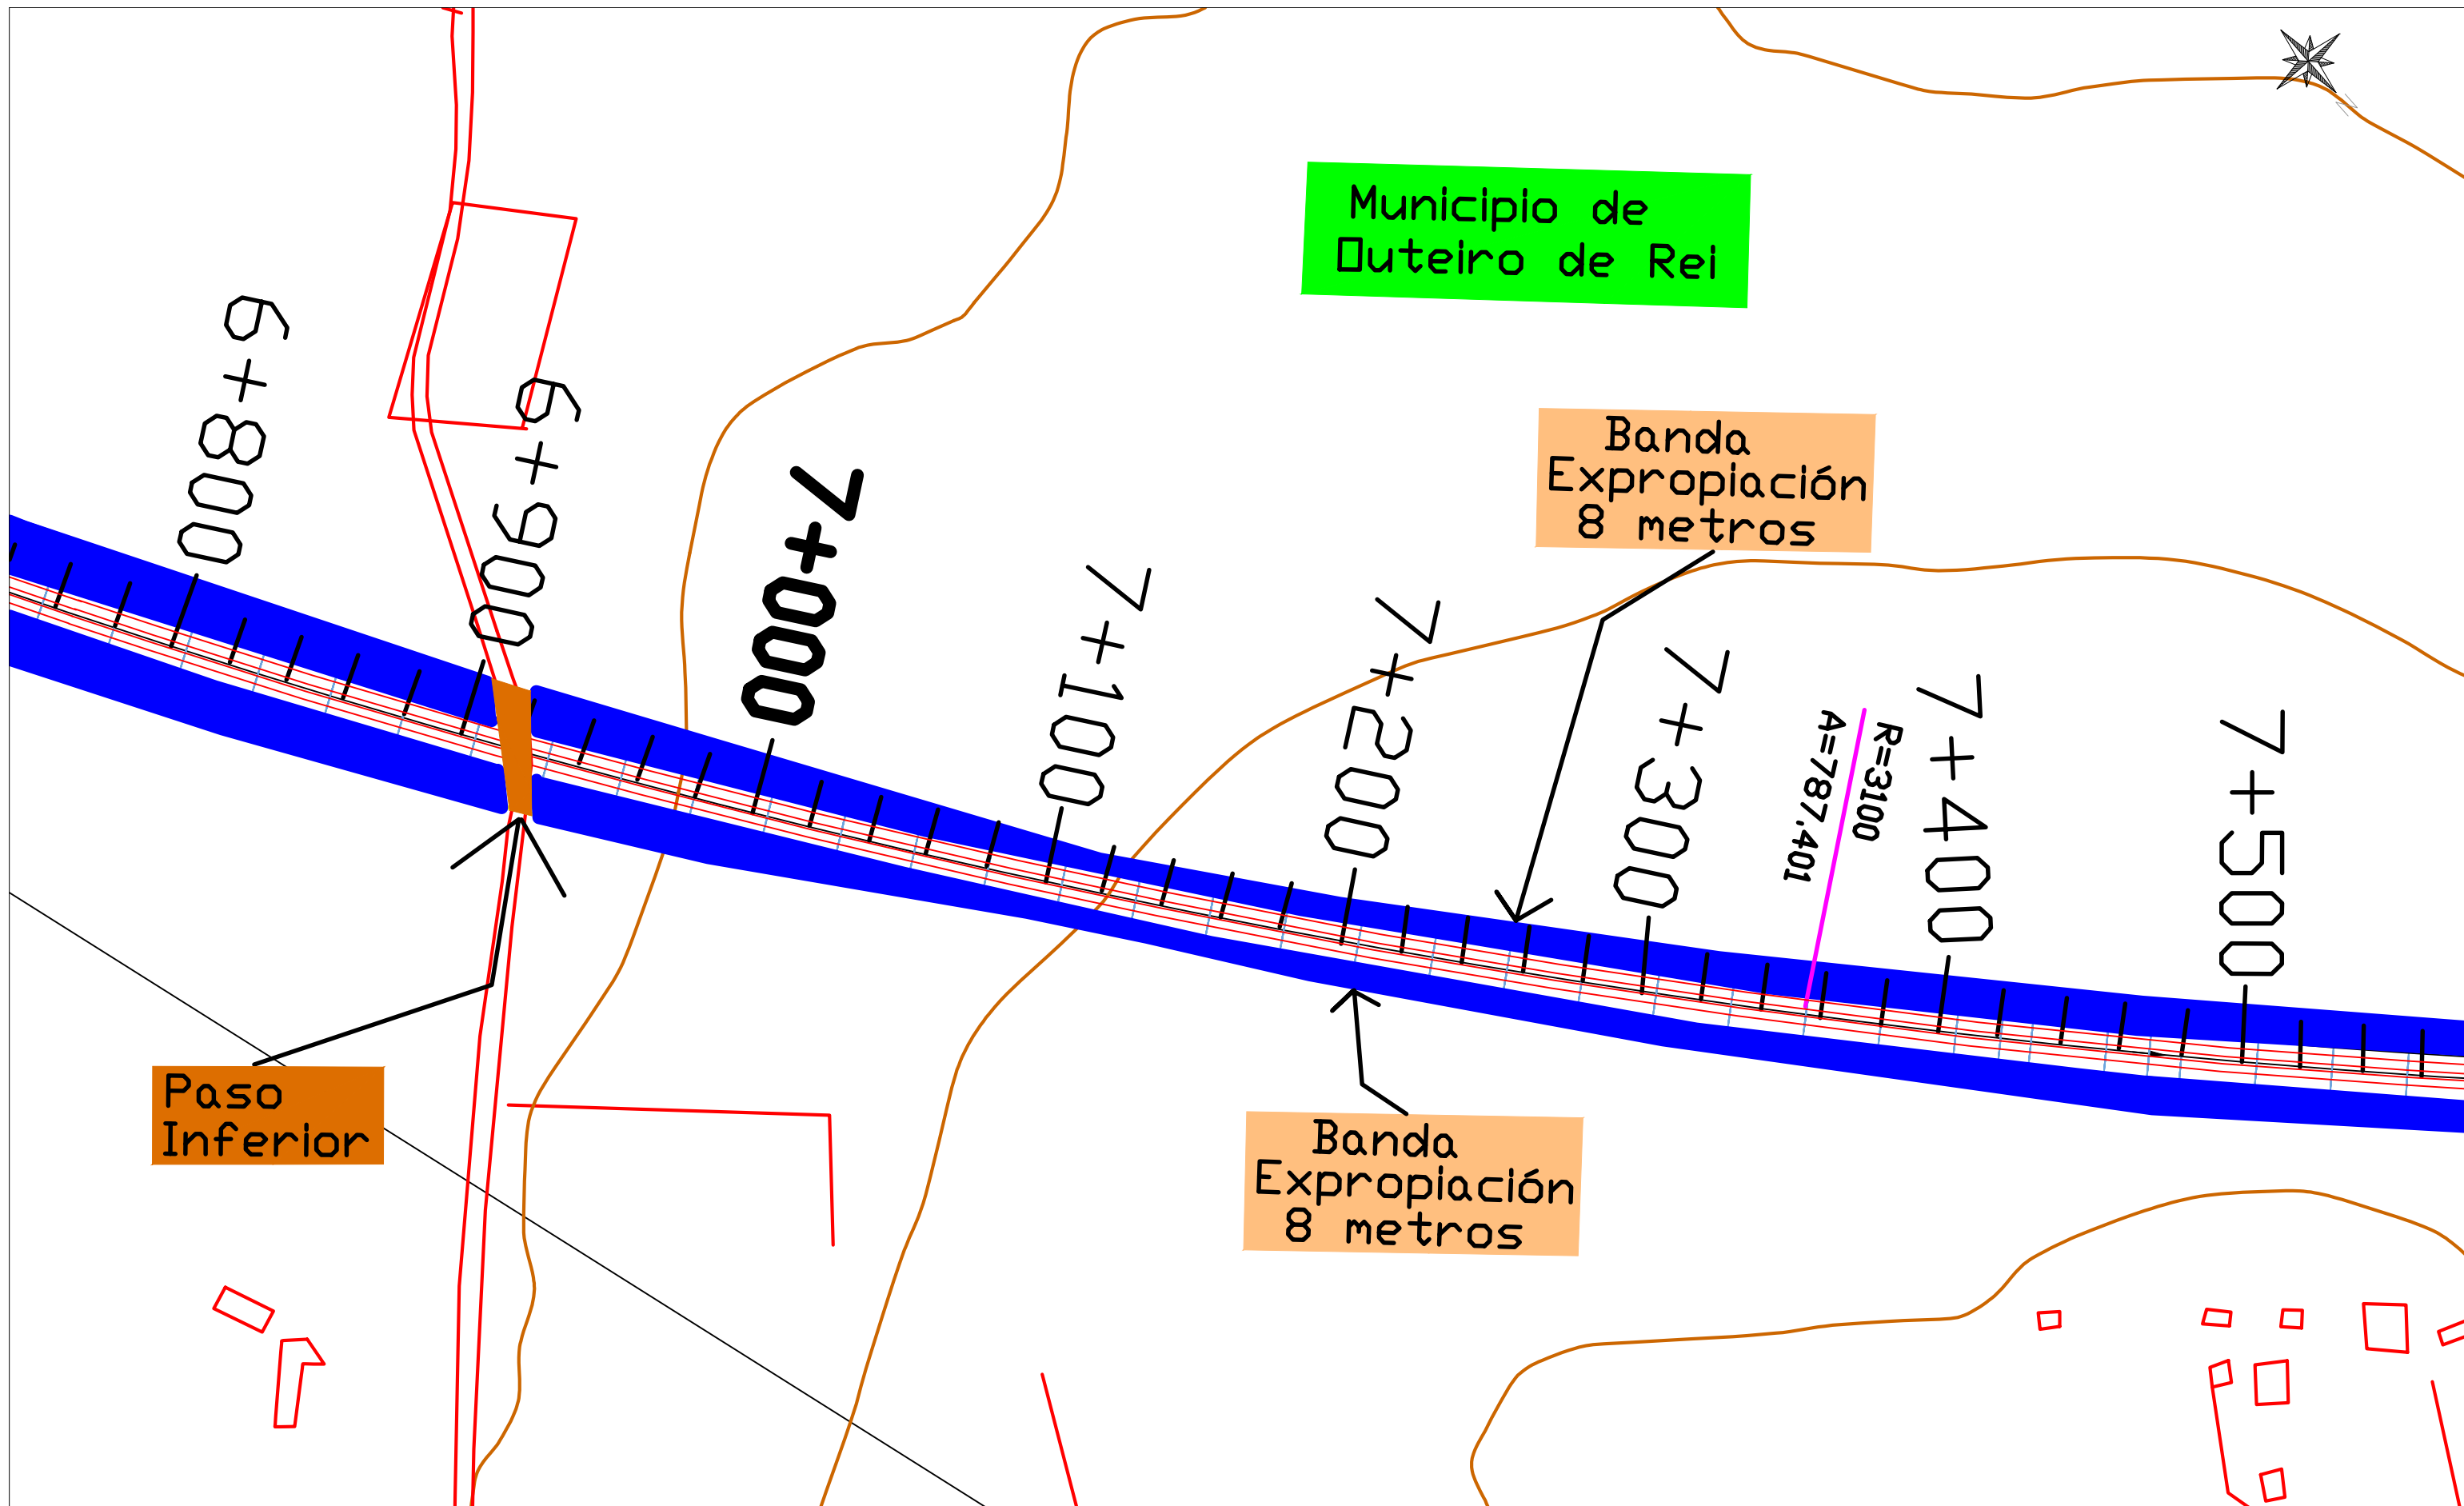 Municipio de
Outeiro de Rei
6+800
6+900
7+000
7+100
7+200
7+300
7+400
7+500
Banda
Expropiación
8 metros
R=3100
A=787.401
Paso
Inferior
Banda
Expropiación
8 metros